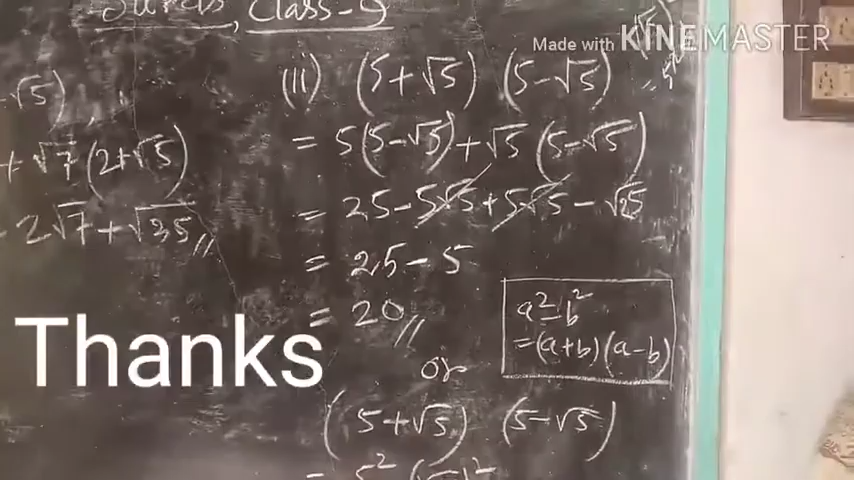 Surds, Class-9
Made with KINEMASTER
(iii) (5+√5) (5-√5)
= 5(5-√5)+√5 (5-√5)
= 25-5√5+5√5-√25
= 25-5
= 20//
or
(5+√5) (5-√5)
-√5)
+√7(2+√5)
2√7+√35//
a²-b²
=(a+b)(a-b)
Thanks